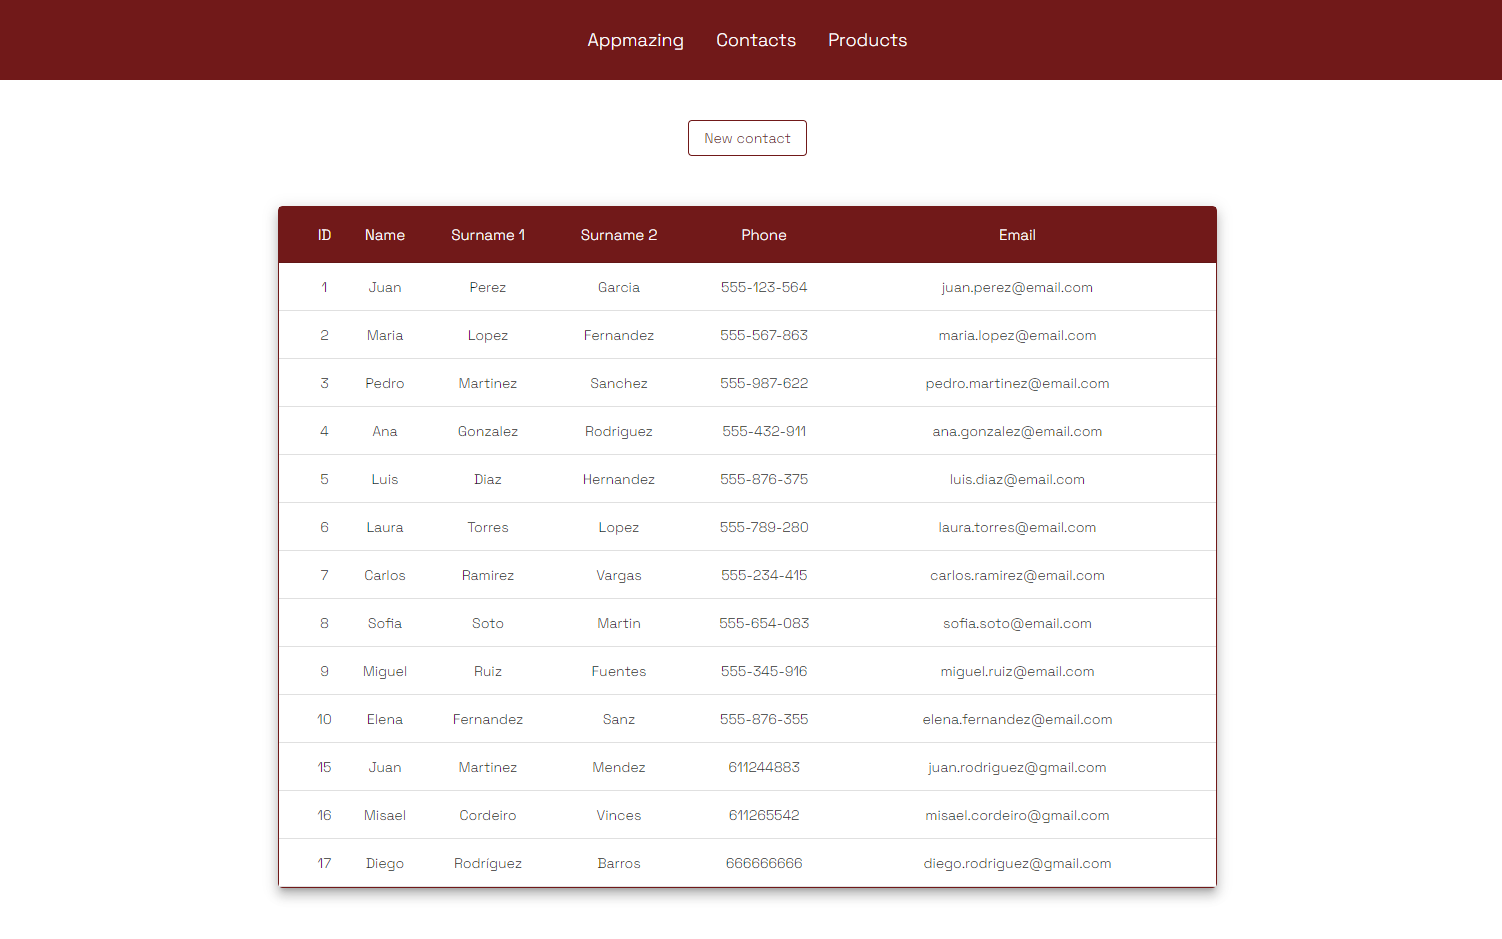 Appmazing Contacts Products
New contact
ID Name Surname 1 Surname 2 Phone Email
1 Juan Perez Garcia 555-123-564 juan.perez@email.com
2 Maria Lopez Fernandez 555-567-863 maria.lopez@email.com
3 Pedro Martinez Sanchez 555-987-622 pedro.martinez@email.com
4 Ana Gonzalez Rodriguez 555-432-911 ana.gonzalez@email.com
5 Luis Diaz Hernandez 555-876-375 luis.diaz@email.com
6 Laura Torres Lopez 555-789-280 laura.torres@email.com
7 Carlos Ramirez Vargas 555-234-415 carlos.ramirez@email.com
8 Sofia Soto Martin 555-654-083 sofia.soto@email.com
9 Miguel Ruiz Fuentes 555-345-916 miguel.ruiz@email.com
10 Elena Fernandez Sanz 555-876-355 elena.fernandez@email.com
15 Juan Martinez Mendez 611244883 juan.rodriguez@gmail.com
16 Misael Cordeiro Vinces 611265542 misael.cordeiro@gmail.com
17 Diego Rodríguez Barros 666666666 diego.rodriguez@gmail.com